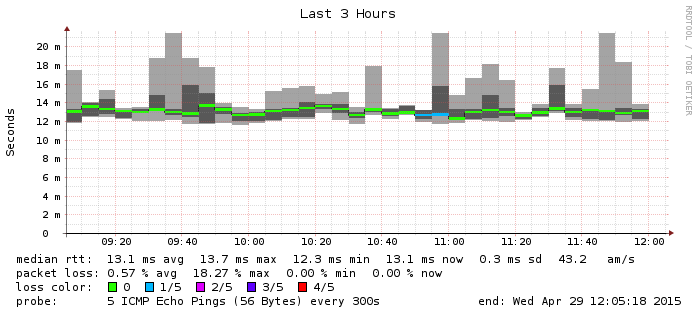 Last 3 Hours
RRDTOOL / TOBI OETIKER
Seconds
20 m
18 m
16 m
14 m
12 m
10 m
8 m
6 m
4 m
2 m
0
09:20 09:40 10:00 10:20 10:40 11:00 11:20 11:40 12:00
median rtt: 13.1 ms avg 13.7 ms max 12.3 ms min 13.1 ms now 0.3 ms sd 43.2 am/s
packet loss: 0.57 % avg 18.27 % max 0.00 % min 0.00 % now
loss color: 0 1/5 2/5 3/5 4/5
probe: 5 ICMP Echo Pings (56 Bytes) every 300s end: Wed Apr 29 12:05:18 2015